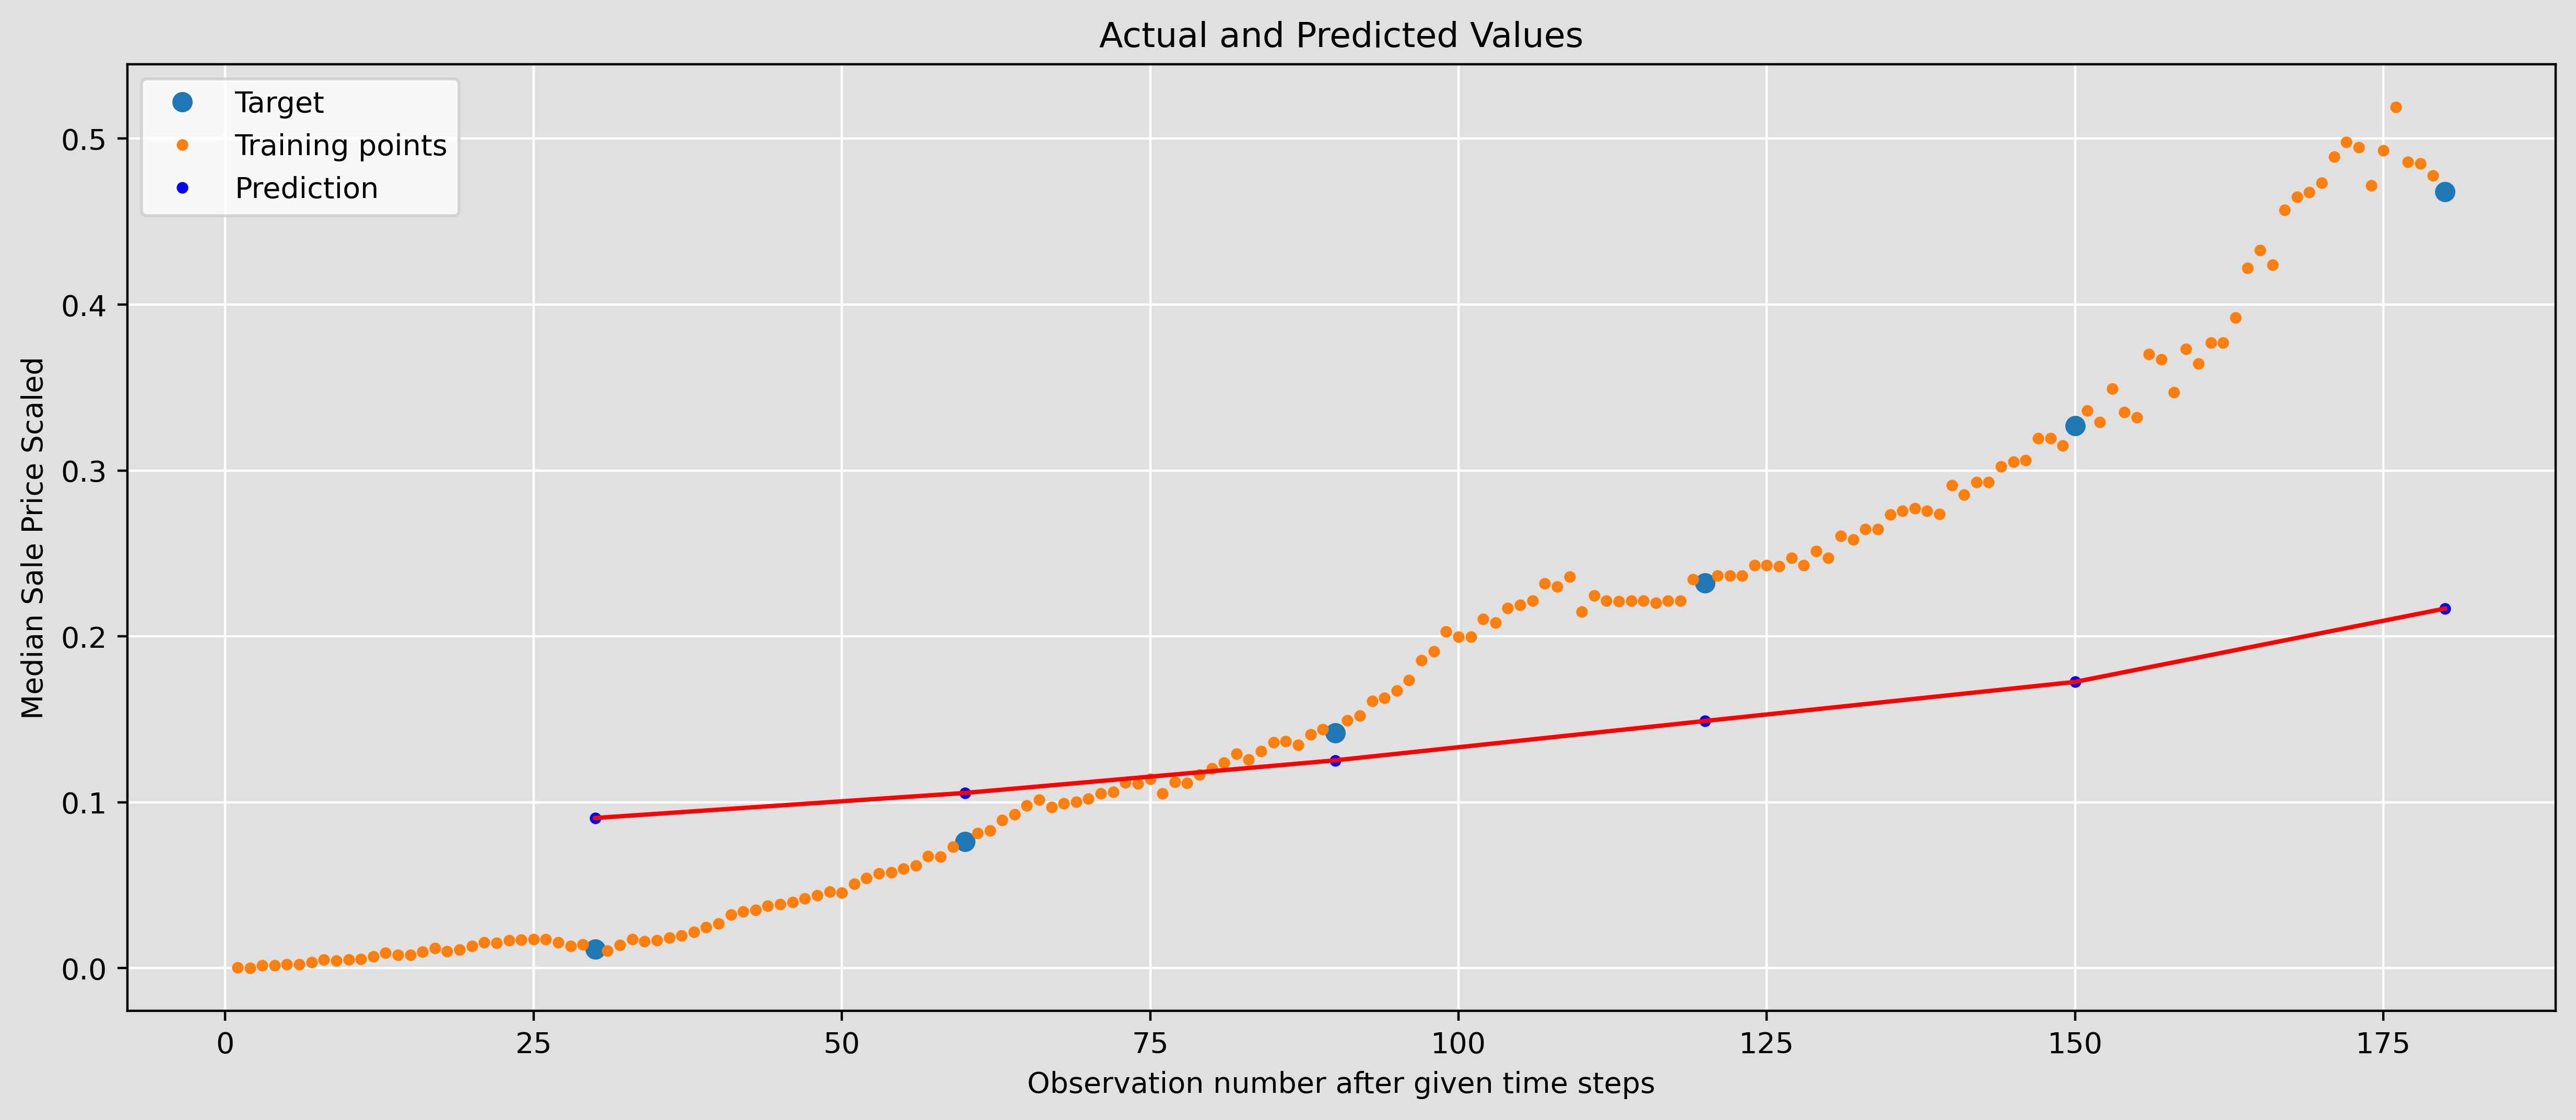 Actual and Predicted Values
Target
Training points
Prediction
0.5
0.4
0.3
0.2
0.1
0.0
Median Sale Price Scaled
0 25 50 75 100 125 150 175
Observation number after given time steps